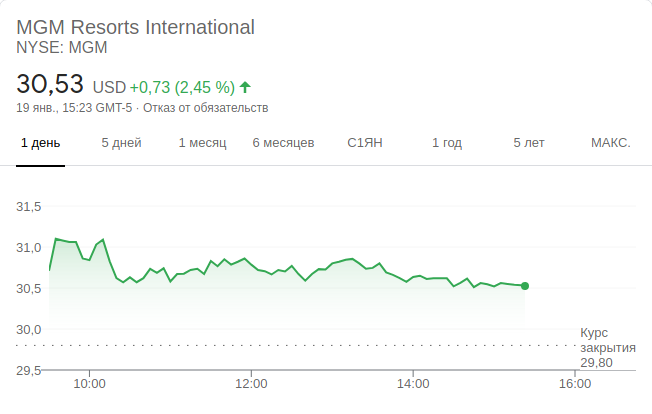 MGM Resorts International
NYSE: MGM
30,53 USD +0,73 (2,45 %)
19 янв., 15:23 GMT-5 · Отказ от обязательств
1 день 5 дней 1 месяц 6 месяцев С1ЯН 1 год 5 лет МАКС.
31,5
31,0
30,5
30,0
Курс
закрытия
29,80
29,5
10:00 12:00 14:00 16:00